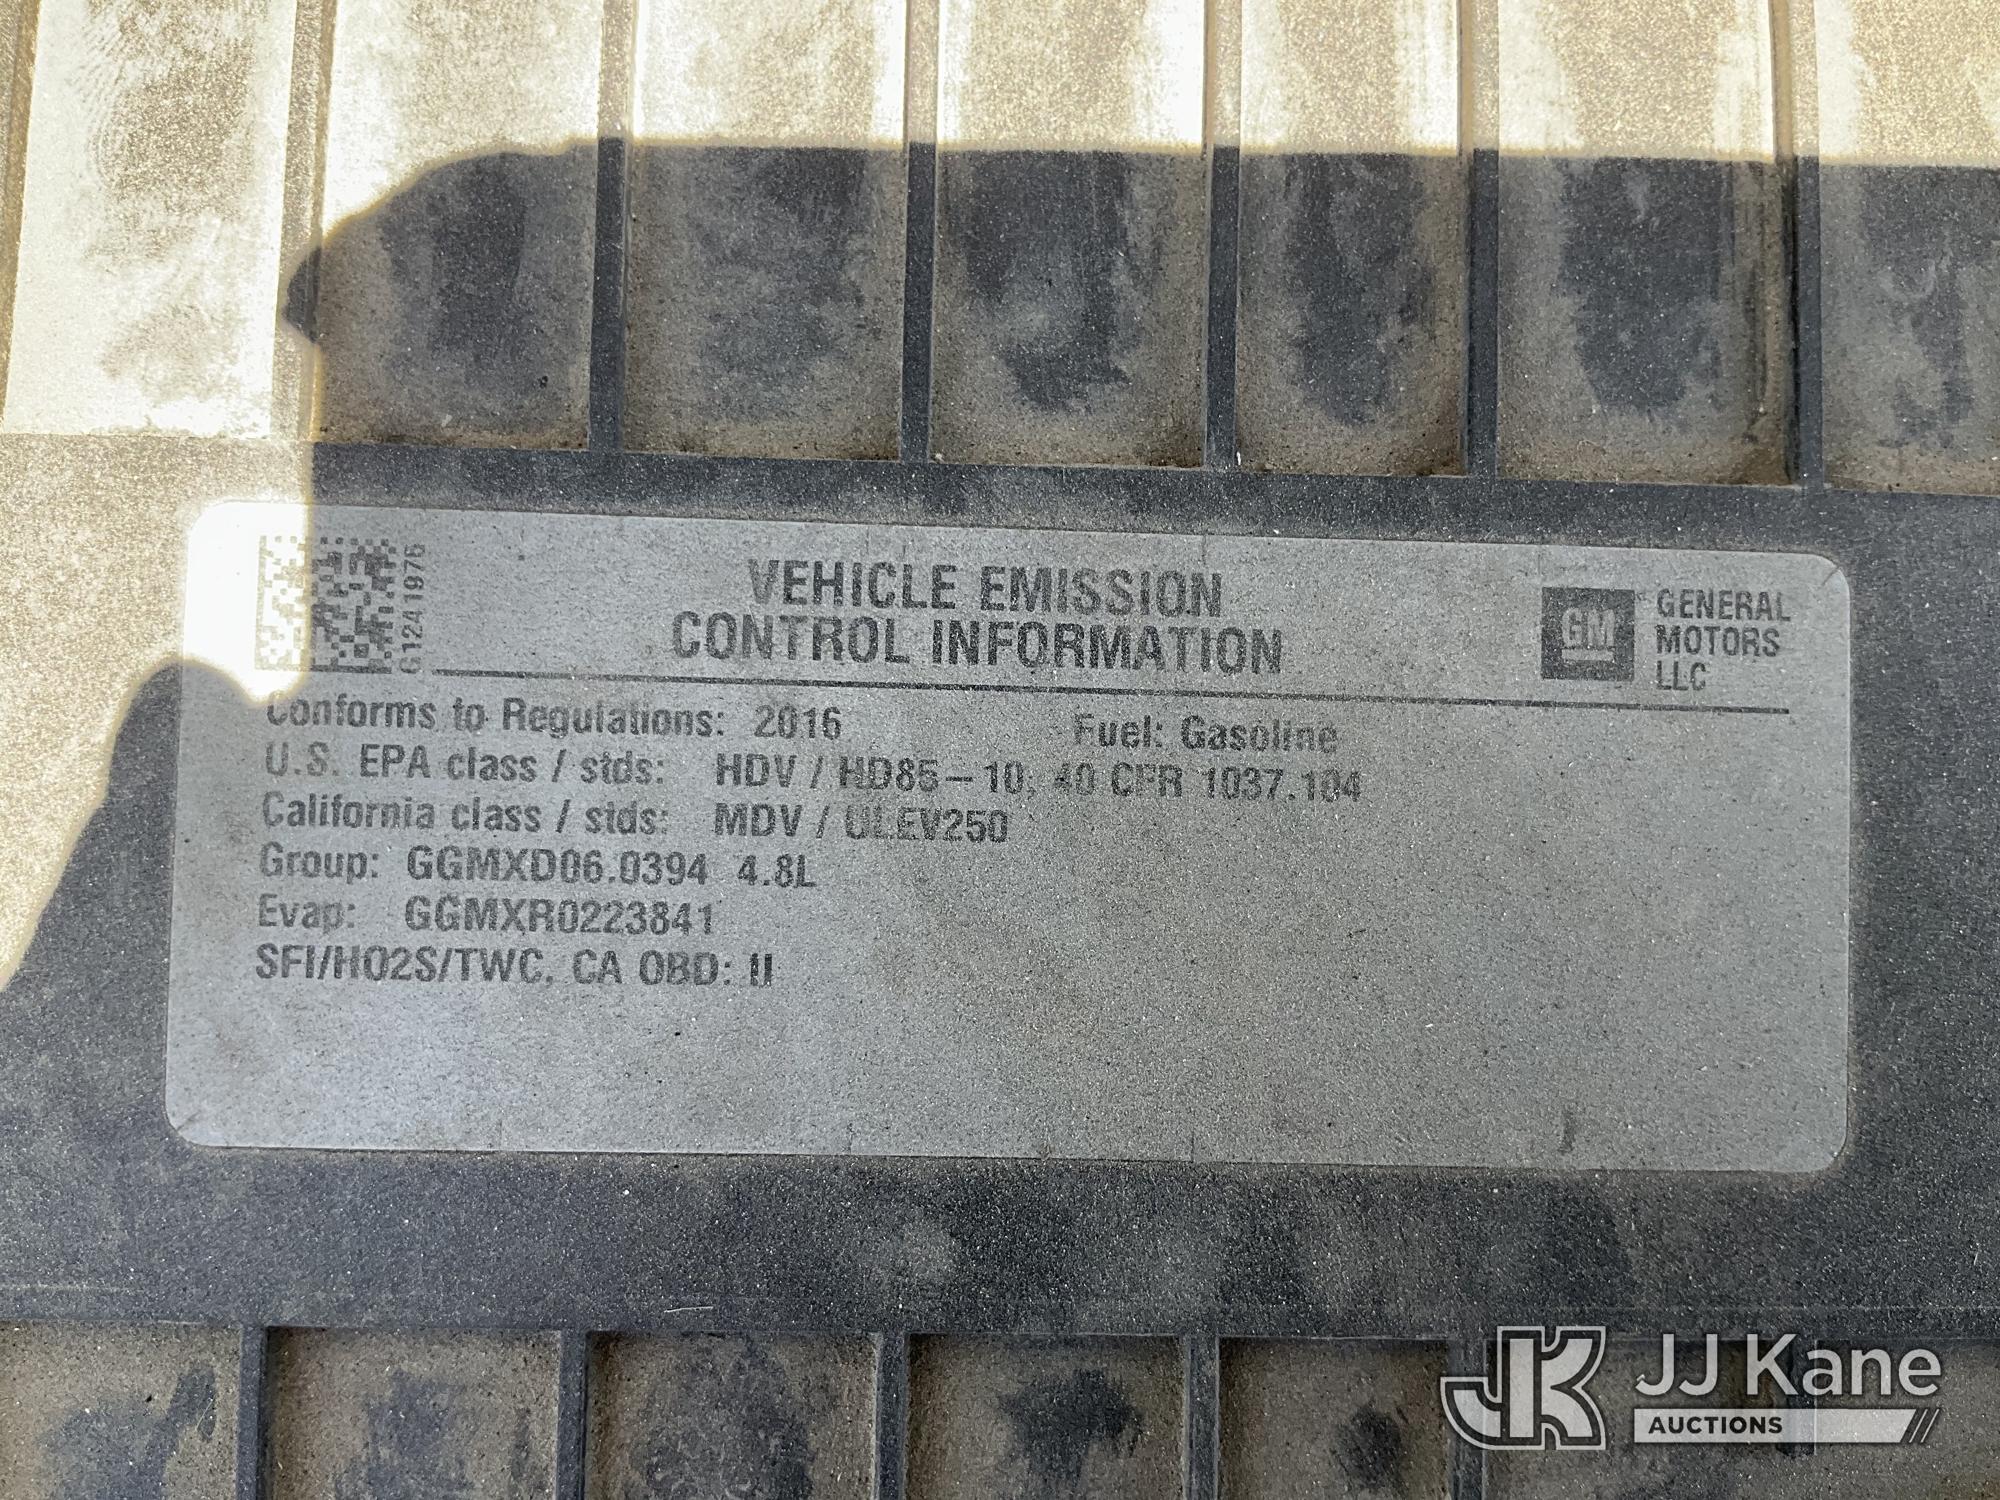 G1241976
VEHICLE EMISSION
CONTROL INFORMATION
GM
GENERAL
MOTORS
LLC
Conforms to Regulations: 2016 Fuel: Gasoline
U.S. EPA class / stds: HDV / HD85-10, 40 CFR 1037.104
California class / stds: MDV / ULEV250
Group: GGMXD06.0394 4.8L
Evap: GGMXR0223841
SFI/HO2S/TWC, CA OBD: II
JK JJ Kane
AUCTIONS